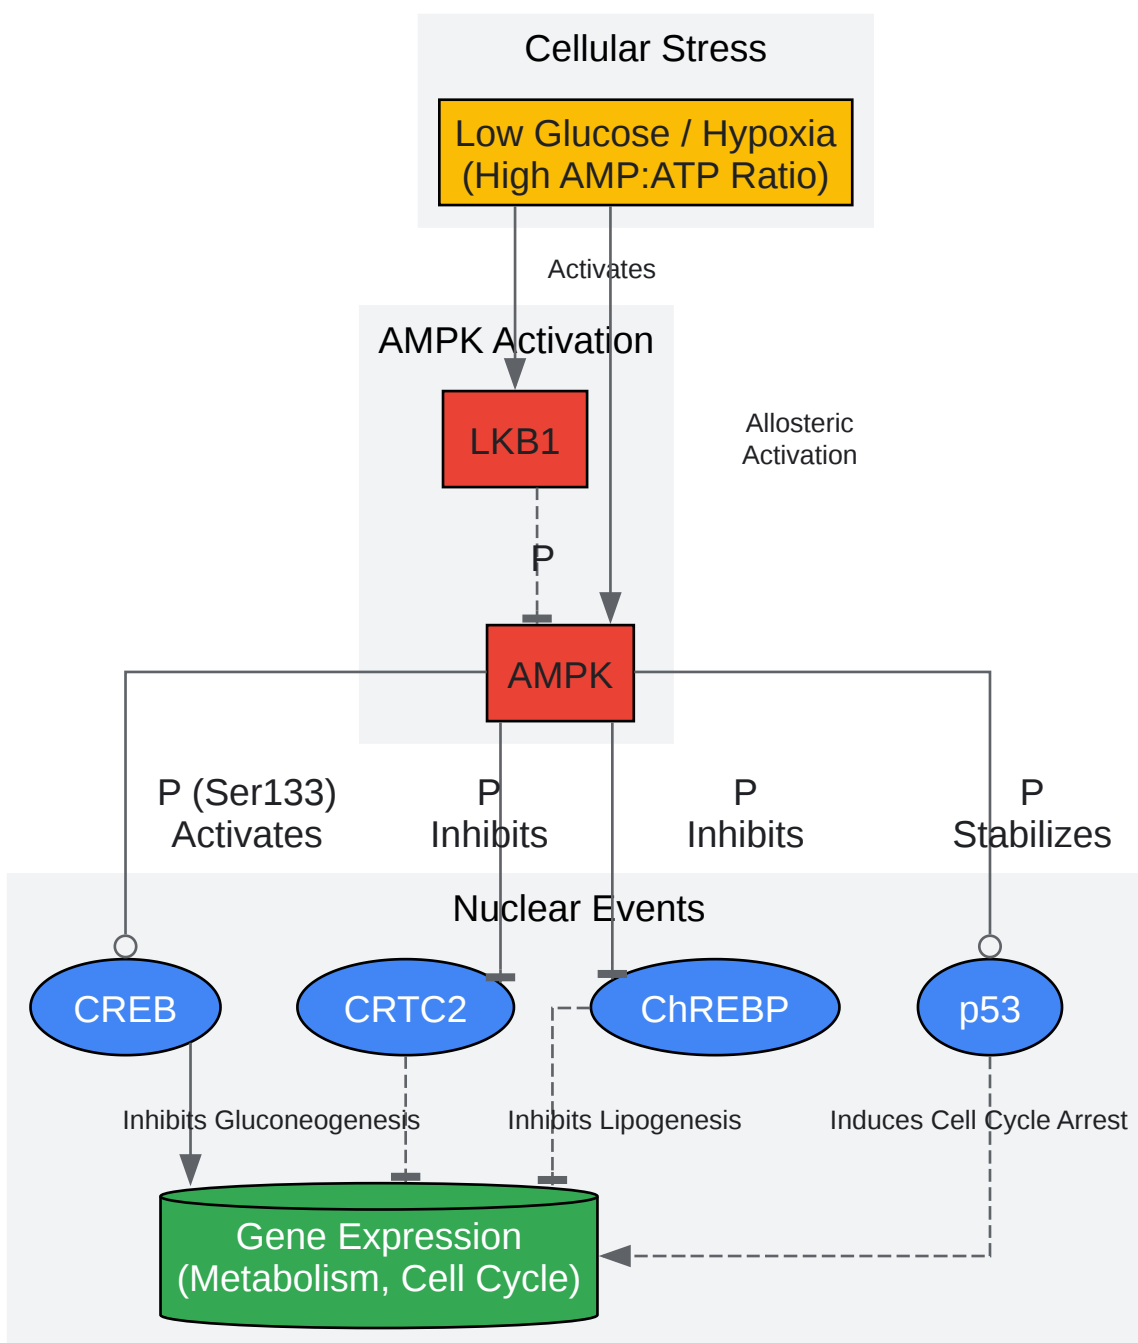 Cellular Stress
Low Glucose / Hypoxia
(High AMP:ATP Ratio)
Activates
AMPK Activation
Allosteric
Activation
LKB1
P
AMPK
P (Ser133)
Activates
P
Inhibits
P
Inhibits
P
Stabilizes
Nuclear Events
CREB
CRTC2
ChREBP
p53
Inhibits Gluconeogenesis
Inhibits Lipogenesis
Induces Cell Cycle Arrest
Gene Expression
(Metabolism, Cell Cycle)